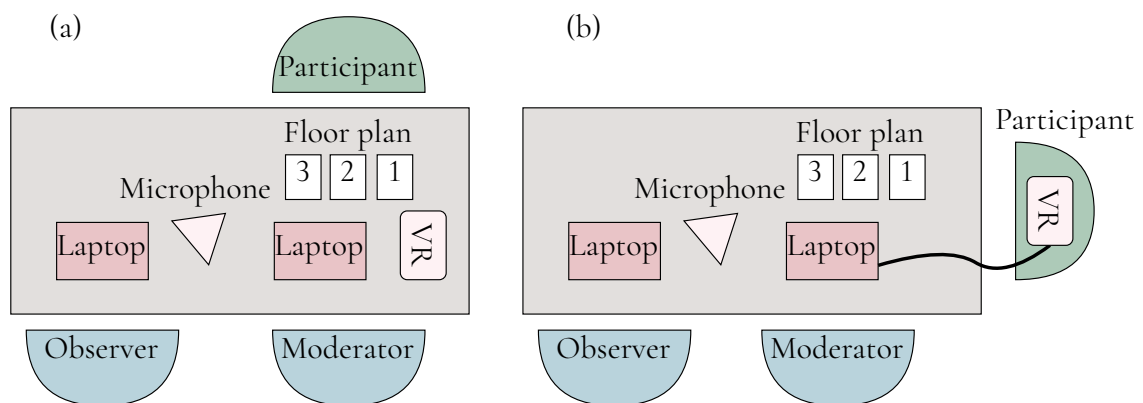 (a)
Participant
Floor plan
3 2 1
Microphone
Laptop
Laptop
VR
Observer
Moderator
(b)
Participant
Floor plan
3 2 1
Microphone
VR
Laptop
Laptop
Observer
Moderator